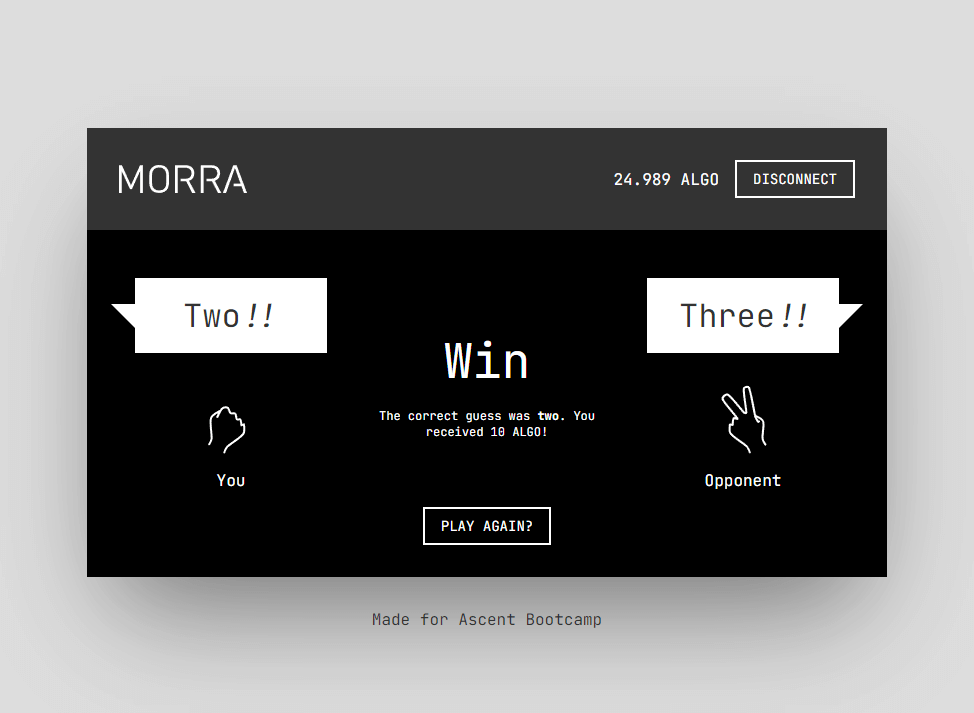 MORRA
24.989 ALGO
DISCONNECT
Two!!
Three!!
Win
The correct guess was two. You
received 10 ALGO!
You
Opponent
PLAY AGAIN?
Made for Ascent Bootcamp